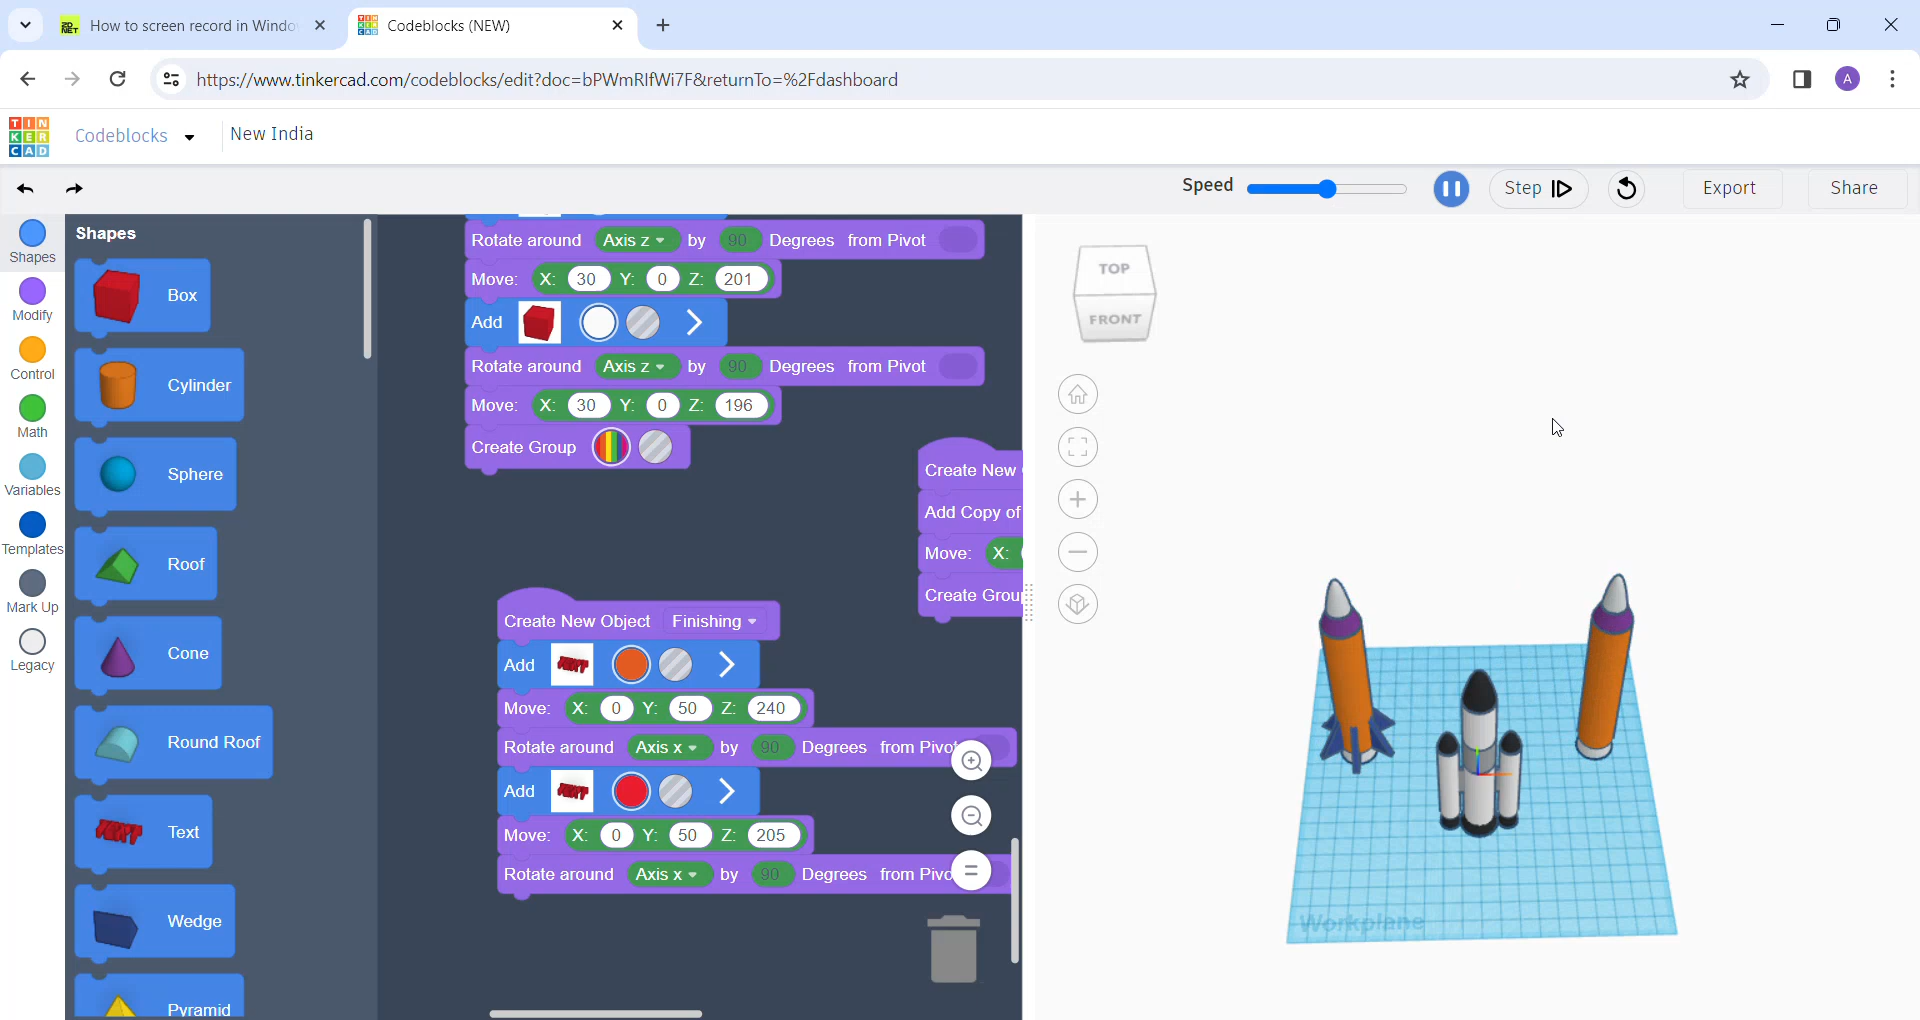 How to screen record in Windo
Codeblocks (NEW)
https://www.tinkercad.com/codeblocks/edit?doc=bPWmRIfWi7F&returnTo=%2Fdashboard
A
TIN
KER
CAD
Codeblocks
New India
Speed
Step
Export
Share
Shapes
Modify
Control
Math
Variables
Templates
Mark Up
Legacy
Shapes
Box
Cylinder
Sphere
Roof
Cone
Round Roof
Text
Wedge
Pyramid
Rotate around Axis z by 90 Degrees from Pivot
Move: X: 30 Y: 0 Z: 201
Add
Rotate around Axis z by 90 Degrees from Pivot
Move: X: 30 Y: 0 Z: 196
Create Group
Create New
Add Copy of
Move: X:
Create Grou
Create New Object Finishing
Add
Move: X: 0 Y: 50 Z: 240
Rotate around Axis x by 90 Degrees from Pivot
Add
Move: X: 0 Y: 50 Z: 205
Rotate around Axis x by 90 Degrees from Pivo
TOP
FRONT
Workplane